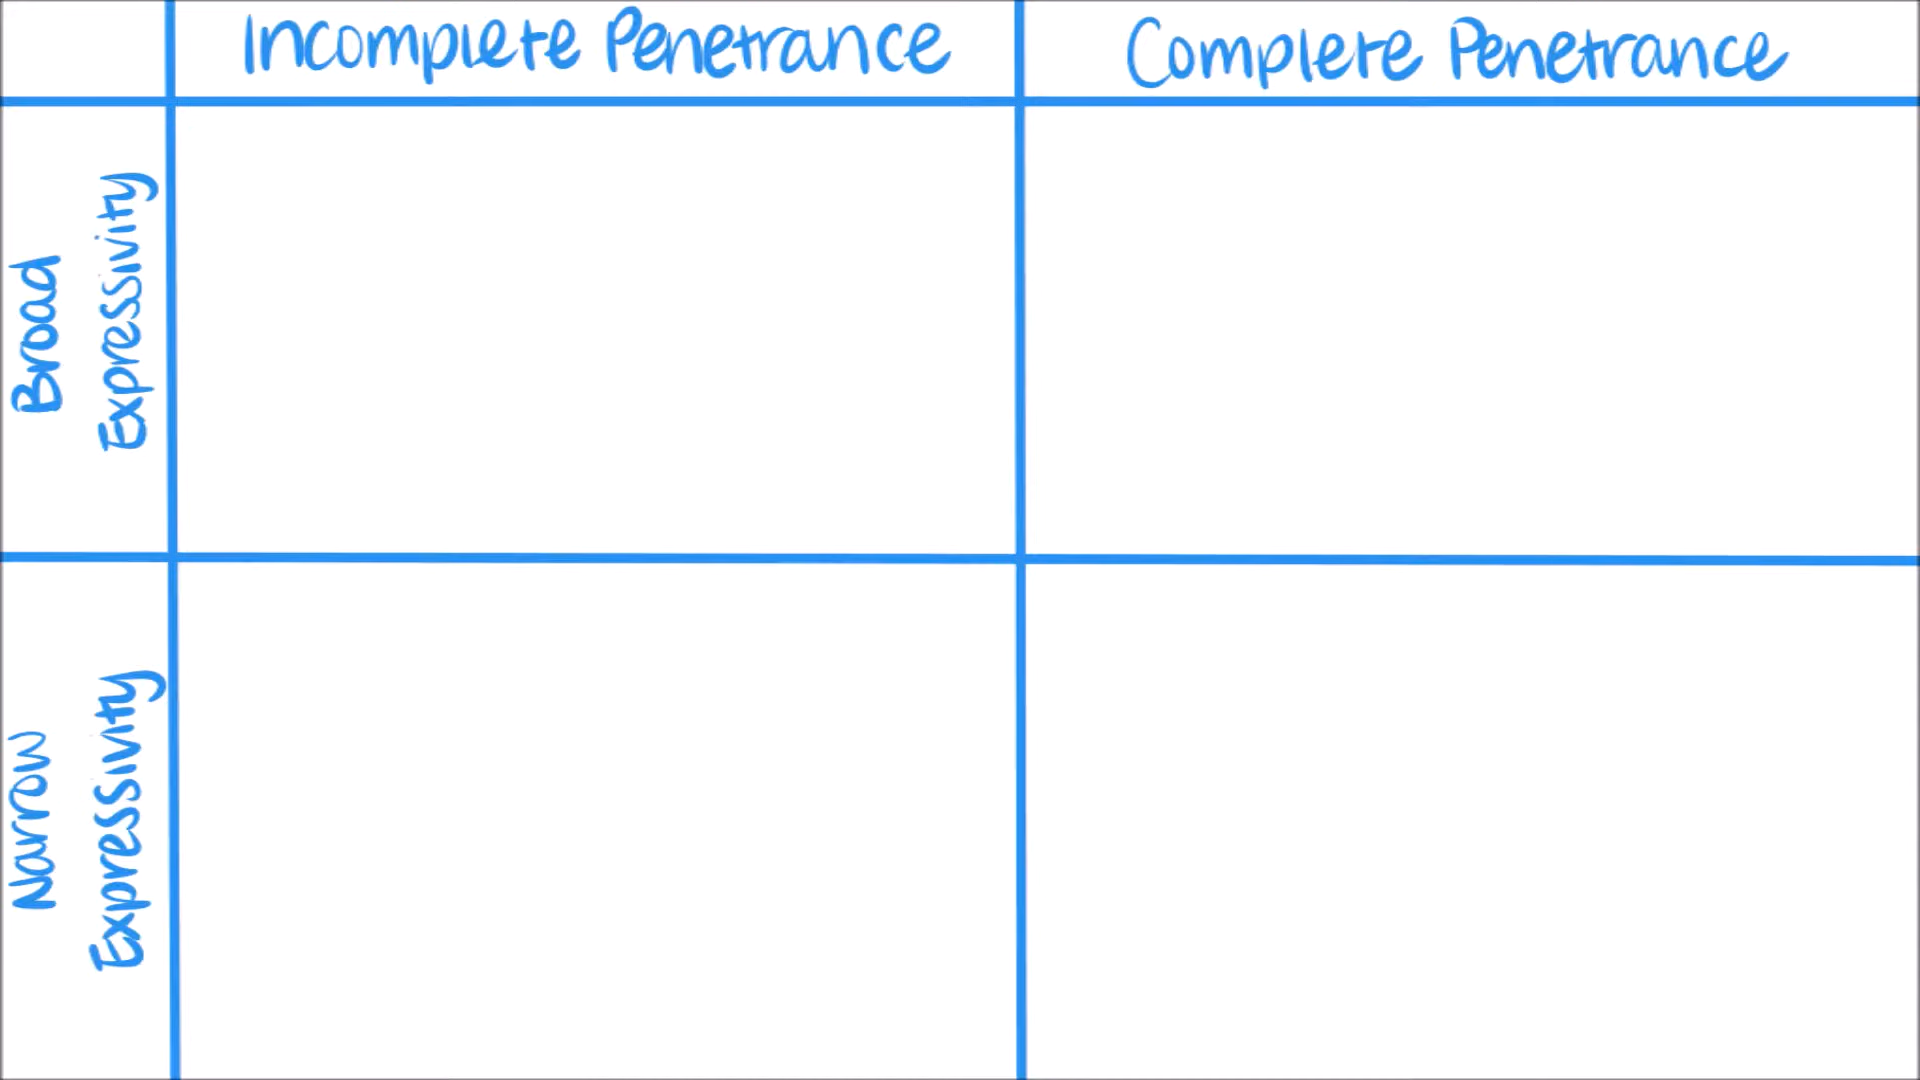 Incomplete Penetrance
Complete Penetrance
Broad
Expressivity
Narrow
Expressivity